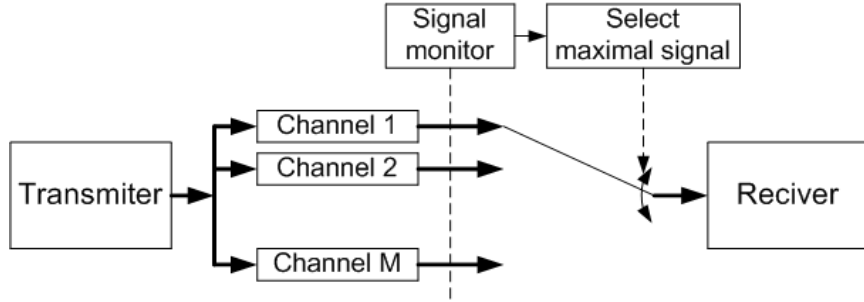 Signal
monitor
Select
maximal signal
Channel 1
Channel 2
Transmiter
Reciver
Channel M